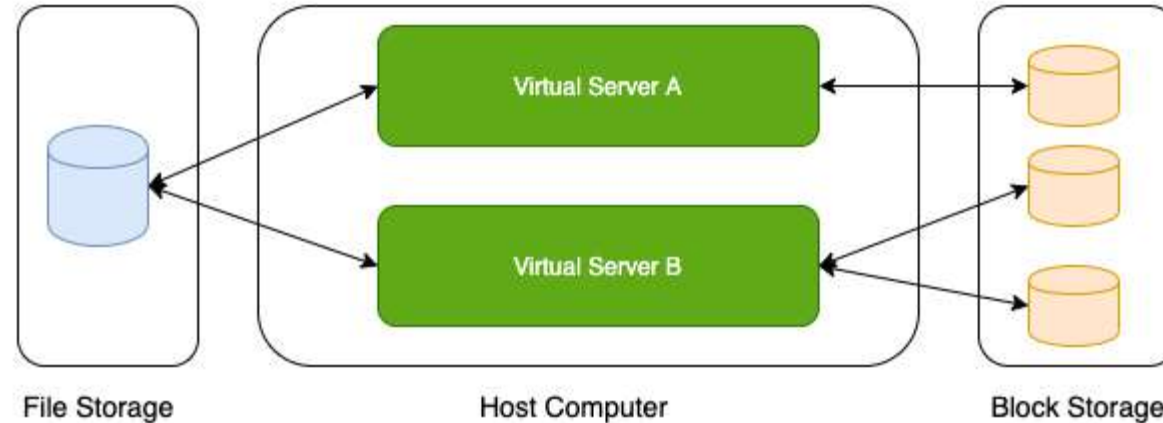 Virtual Server A
Virtual Server B
File Storage
Host Computer
Block Storage